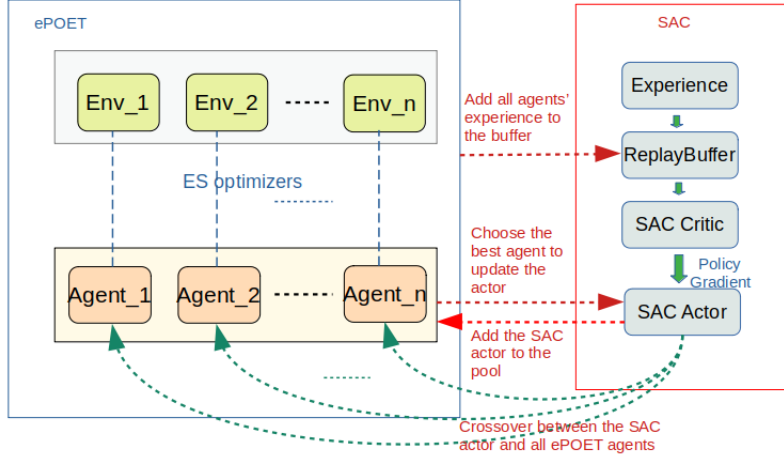 ePOET
SAC
Env_1
Env_2
Env_n
Experience
Add all agents'
experience to
the buffer
ReplayBuffer
ES optimizers
SAC Critic
Choose the
best agent to
update the
actor
Policy
Gradient
Agent_1
Agent_2
Agent_n
SAC Actor
Add the SAC
actor to the
pool
Crossover between the SAC
actor and all ePOET agents